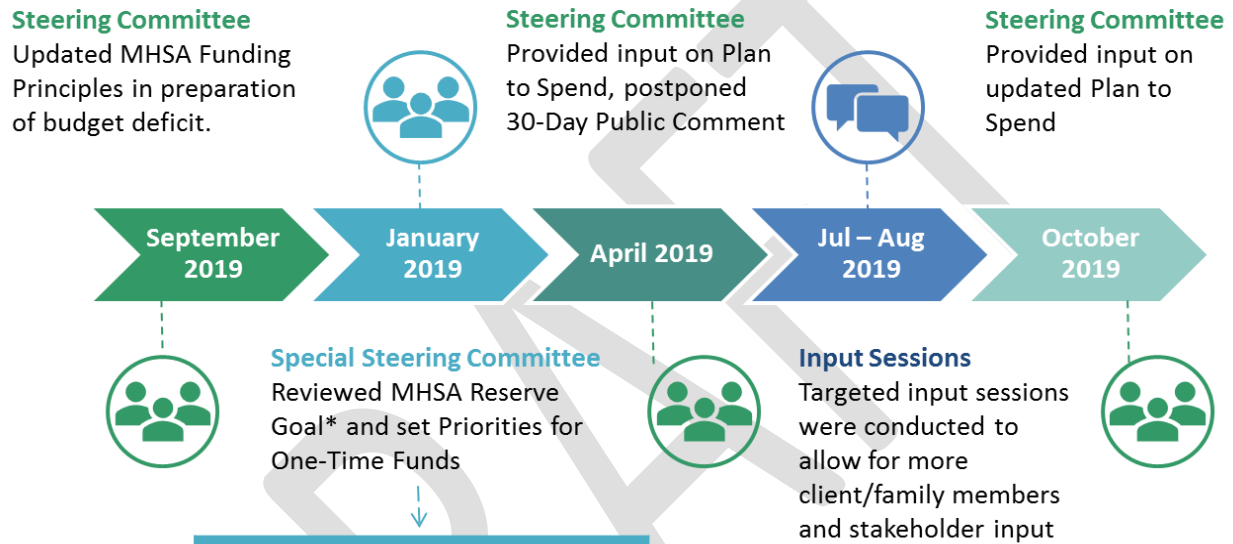 Steering Committee
Updated MHSA Funding
Principles in preparation
of budget deficit.
Steering Committee
Provided input on Plan
to Spend, postponed
30-Day Public Comment
Steering Committee
Provided input on
updated Plan to
Spend
September
2019
January
2019
April 2019
Jul – Aug
2019
October
2019
Special Steering Committee
Reviewed MHSA Reserve
Goal* and set Priorities for
One-Time Funds
Input Sessions
Targeted input sessions
were conducted to
allow for more
client/family members
and stakeholder input
DRAFT